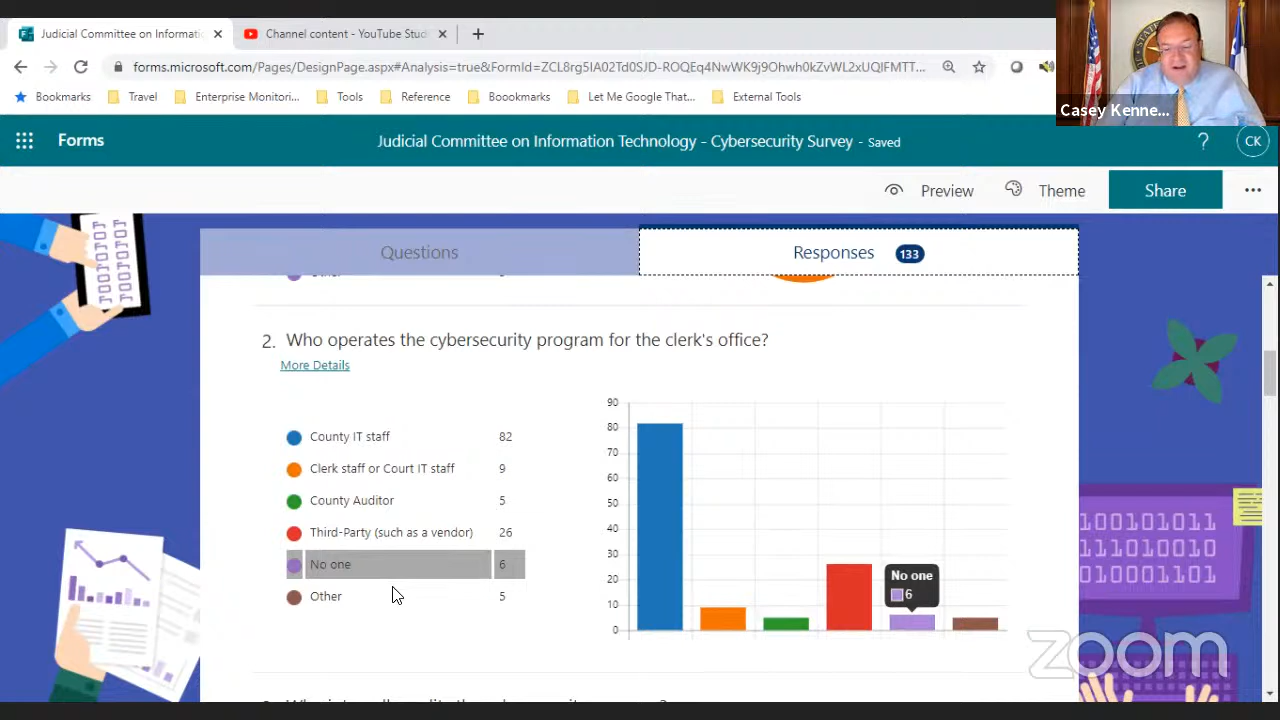 Judicial Committee on Informati
Channel content - YouTube Studi
forms.microsoft.com/Pages/DesignPage.aspx#Analysis=true&FormId=ZCL8rg5IA02Td0SJD-ROQEq4NwWK9j9Ohwh0kZvWL2xUQlFMTT...
Bookmarks
Travel
Enterprise Monitori...
Tools
Reference
Boookmarks
Let Me Google That...
External Tools
Casey Kenne...
Forms
Judicial Committee on Information Technology - Cybersecurity Survey - Saved
?
CK
Preview
Theme
Share
...
Questions
Responses 133
2. Who operates the cybersecurity program for the clerk's office?
More Details
County IT staff 82
Clerk staff or Court IT staff 9
County Auditor 5
Third-Party (such as a vendor) 26
No one 6
Other 5
90
80
70
60
50
40
30
20
10
0
No one
6
100101011
111010010
010001101
zoom